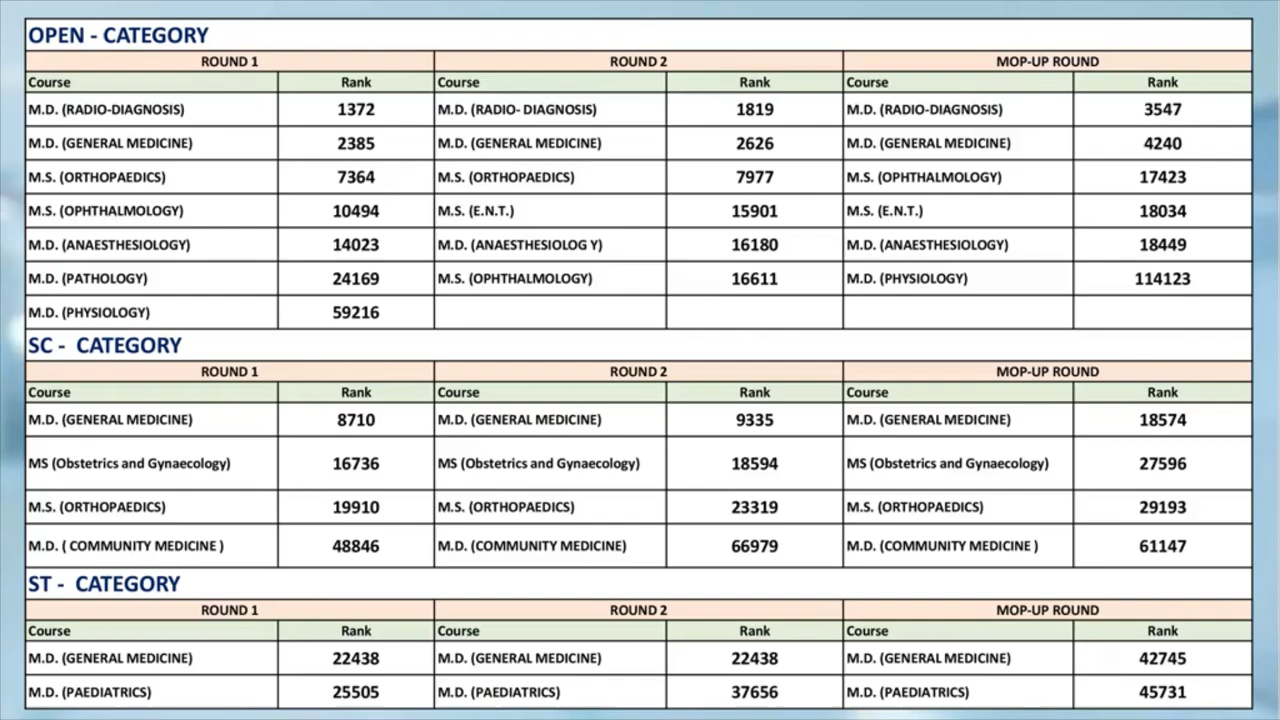 OPEN - CATEGORY
ROUND 1 ROUND 2 MOP-UP ROUND
Course Rank Course Rank Course Rank
M.D. (RADIO-DIAGNOSIS) 1372 M.D. (RADIO- DIAGNOSIS) 1819 M.D. (RADIO-DIAGNOSIS) 3547
M.D. (GENERAL MEDICINE) 2385 M.D. (GENERAL MEDICINE) 2626 M.D. (GENERAL MEDICINE) 4240
M.S. (ORTHOPAEDICS) 7364 M.S. (ORTHOPAEDICS) 7977 M.S. (OPHTHALMOLOGY) 17423
M.S. (OPHTHALMOLOGY) 10494 M.S. (E.N.T.) 15901 M.S. (E.N.T.) 18034
M.D. (ANAESTHESIOLOGY) 14023 M.D. (ANAESTHESIOLOG Y) 16180 M.D. (ANAESTHESIOLOGY) 18449
M.D. (PATHOLOGY) 24169 M.S. (OPHTHALMOLOGY) 16611 M.D. (PHYSIOLOGY) 114123
M.D. (PHYSIOLOGY) 59216
SC - CATEGORY
ROUND 1 ROUND 2 MOP-UP ROUND
Course Rank Course Rank Course Rank
M.D. (GENERAL MEDICINE) 8710 M.D. (GENERAL MEDICINE) 9335 M.D. (GENERAL MEDICINE) 18574
MS (Obstetrics and Gynaecology) 16736 MS (Obstetrics and Gynaecology) 18594 MS (Obstetrics and Gynaecology) 27596
M.S. (ORTHOPAEDICS) 19910 M.S. (ORTHOPAEDICS) 23319 M.S. (ORTHOPAEDICS) 29193
M.D. ( COMMUNITY MEDICINE ) 48846 M.D. (COMMUNITY MEDICINE) 66979 M.D. (COMMUNITY MEDICINE ) 61147
ST - CATEGORY
ROUND 1 ROUND 2 MOP-UP ROUND
Course Rank Course Rank Course Rank
M.D. (GENERAL MEDICINE) 22438 M.D. (GENERAL MEDICINE) 22438 M.D. (GENERAL MEDICINE) 42745
M.D. (PAEDIATRICS) 25505 M.D. (PAEDIATRICS) 37656 M.D. (PAEDIATRICS) 45731